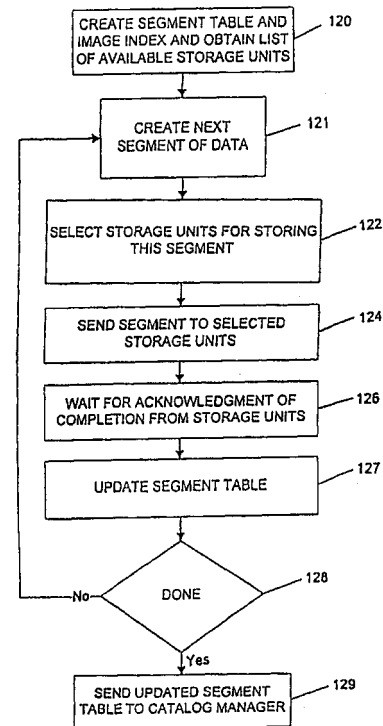 CREATE SEGMENT TABLE AND
IMAGE INDEX AND OBTAIN LIST
OF AVAILABLE STORAGE UNITS
120
CREATE NEXT
SEGMENT OF DATA
121
SELECT STORAGE UNITS FOR STORING
THIS SEGMENT
122
SEND SEGMENT TO SELECTED
STORAGE UNITS
124
WAIT FOR ACKNOWLEDGMENT OF
COMPLETION FROM STORAGE UNITS
126
UPDATE SEGMENT TABLE
127
DONE
128
No
Yes
SEND UPDATED SEGMENT
TABLE TO CATALOG MANAGER
129